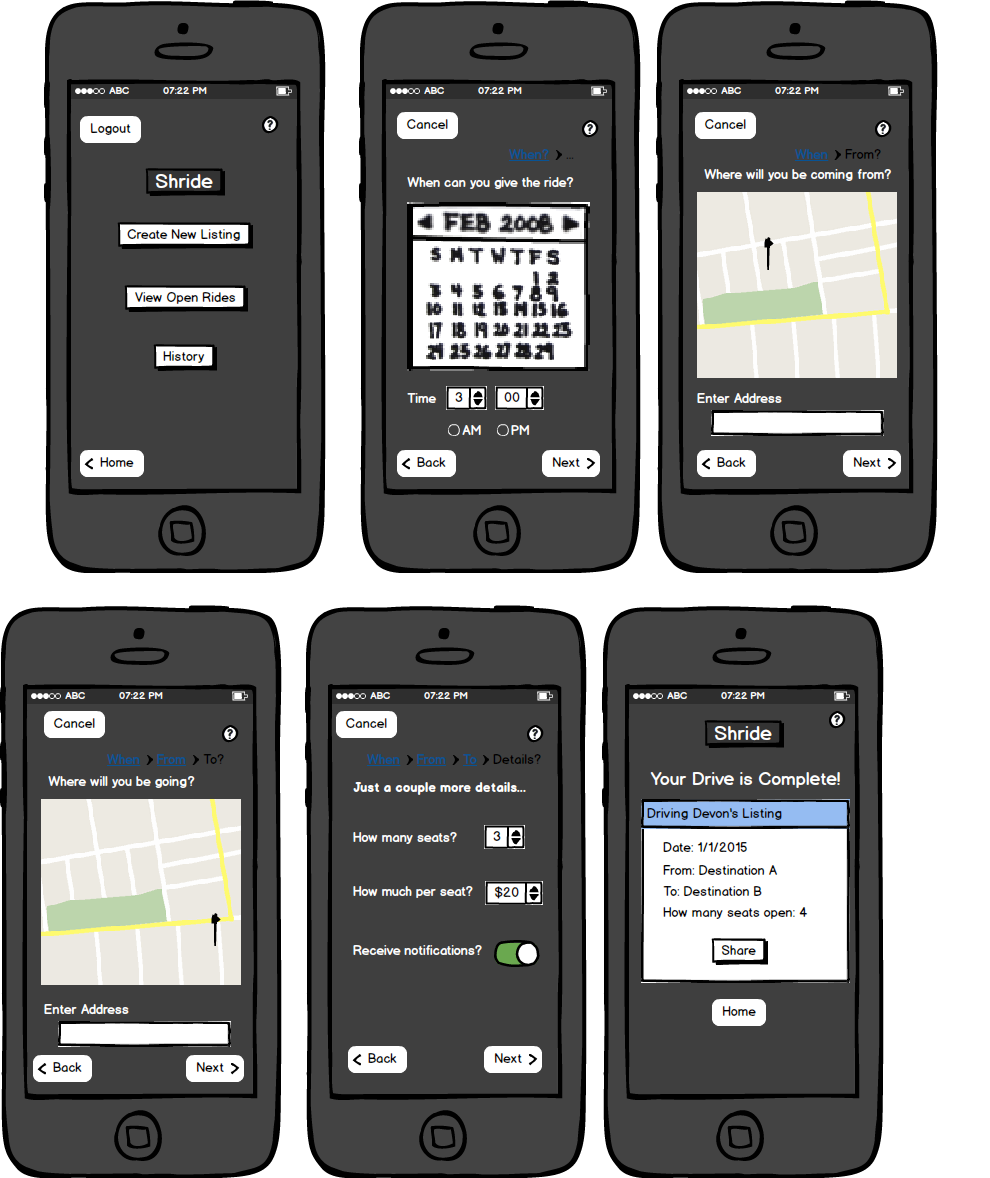 ABC 07:22 PM
Logout ?
Shride
Create New Listing
View Open Rides
History
Home
ABC 07:22 PM
Cancel ?
When? ...
When can you give the ride?
FEB 2008
S M T W T F S
1 2
3 4 5 6 7 8 9
10 11 12 13 14 15 16
17 18 19 20 21 22 23
24 25 26 27 28 29
Time 3 00
AM PM
Back Next
ABC 07:22 PM
Cancel ?
When From?
Where will you be coming from?
Enter Address
Back Next
ABC 07:22 PM
Cancel ?
When From To?
Where will you be going?
Enter Address
Back Next
ABC 07:22 PM
Cancel ?
When From To Details?
Just a couple more details...
How many seats? 3
How much per seat? $20
Receive notifications?
Back Next
ABC 07:22 PM
?
Shride
Your Drive is Complete!
Driving Devon's Listing
Date: 1/1/2015
From: Destination A
To: Destination B
How many seats open: 4
Share
Home